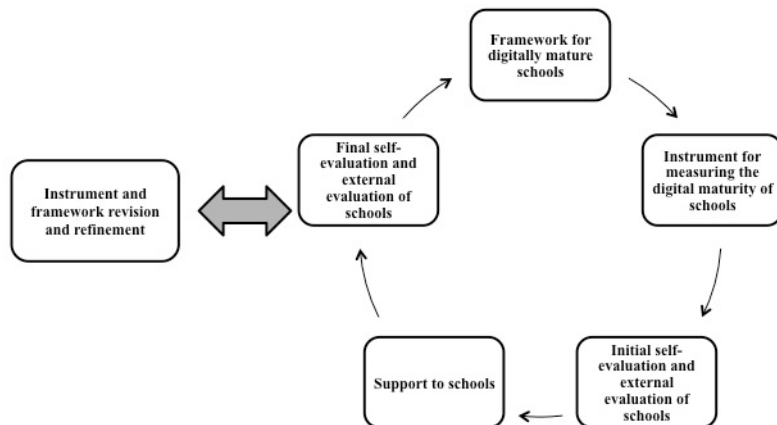 Framework for
digitally mature
schools
Final self-
evaluation and
external
evaluation of
schools
Instrument for
measuring the
digital maturity of
schools
Instrument and
framework revision
and refinement
Support to schools
Initial self-
evaluation and
external
evaluation of
schools